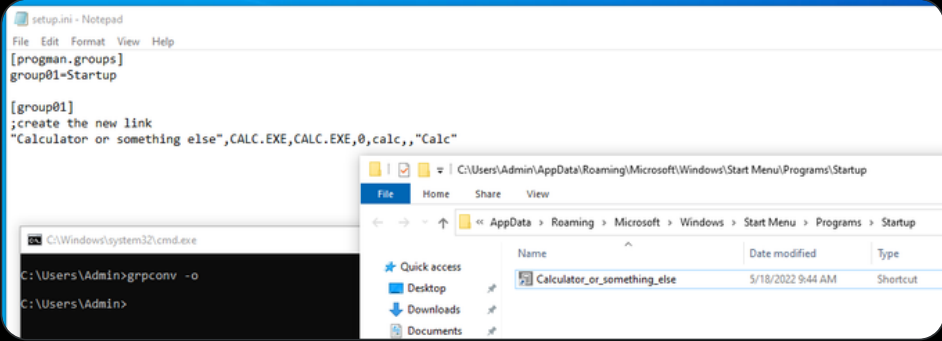 setup.ini - Notepad
File Edit Format View Help
[progman.groups]
group01=Startup
[group01]
;create the new link
"Calculator or something else",CALC.EXE,CALC.EXE,0,calc,,"Calc"
C:\Users\Admin\AppData\Roaming\Microsoft\Windows\Start Menu\Programs\Startup
File Home Share View
« AppData > Roaming > Microsoft > Windows > Start Menu > Programs > Startup
Name Date modified Type
Quick access
Calculator_or_something_else 5/18/2022 9:44 AM Shortcut
Desktop
Downloads
Documents
C:\Windows\system32\cmd.exe
C:\Users\Admin>grpconv -o
C:\Users\Admin>